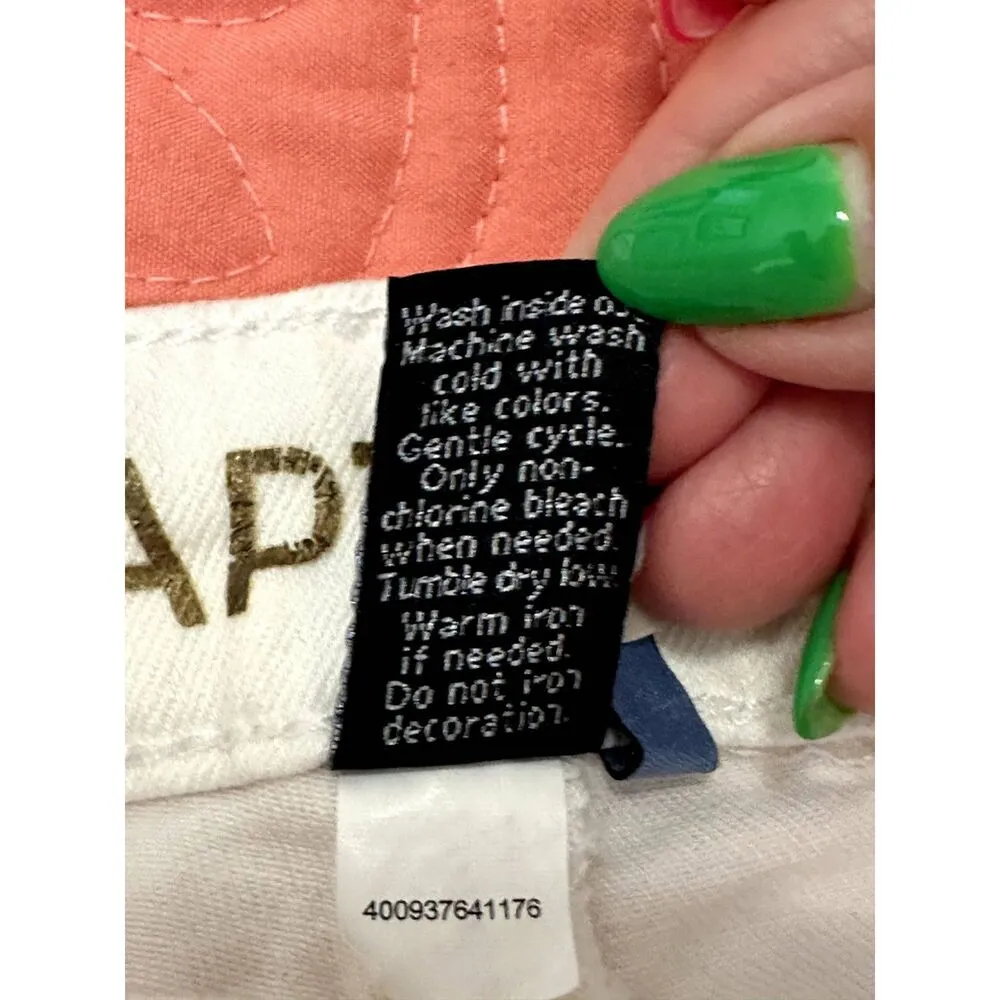 AP
Wash inside
Machine wash
cold with
like colors.
Gentle cycle.
Only non-
chlorine bleach
when needed.
Tumble dry low.
Warm iron
if needed.
Do not iron
decoration.
400937641176